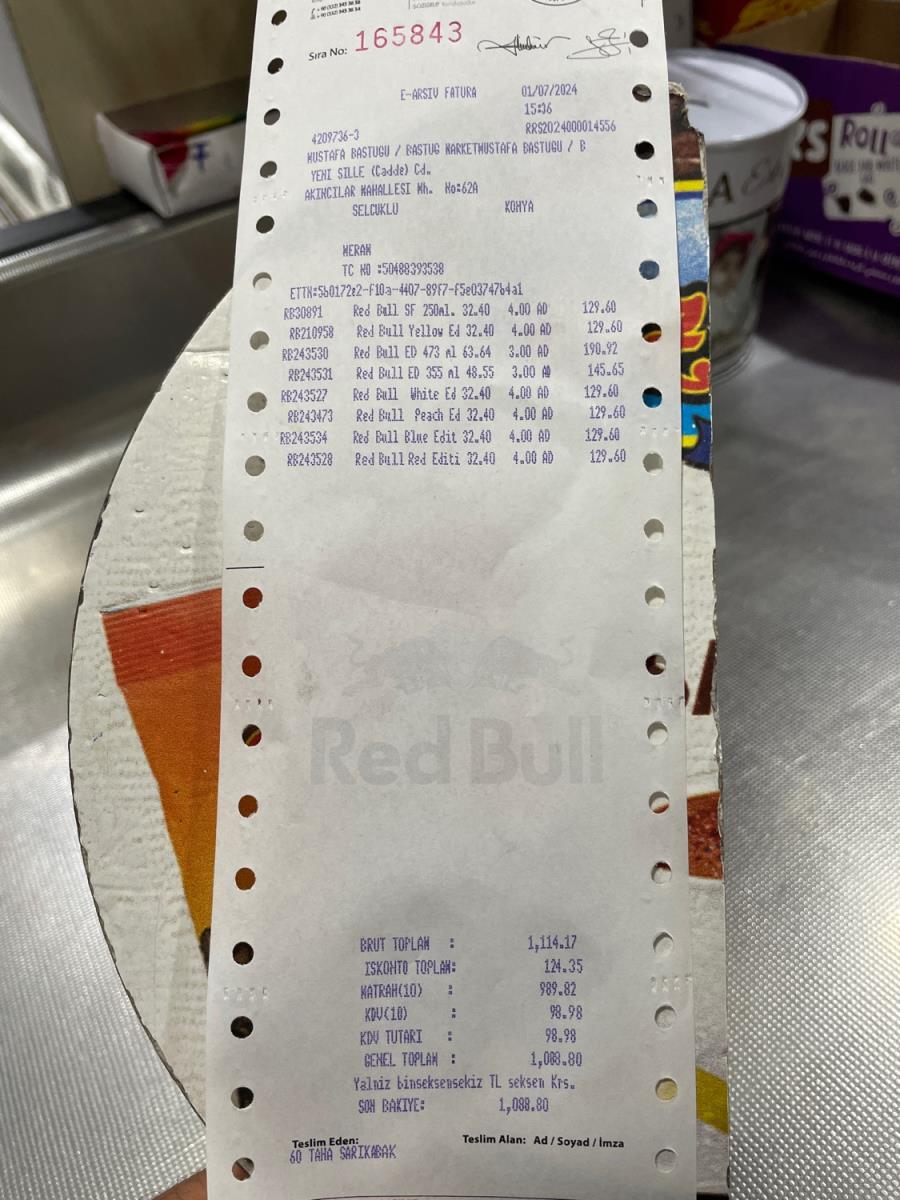 Sıra No: 165843
E-ARSIV FATURA 01/07/2024
15:36
4209736-3 RRS2024000014556
MUSTAFA BASTUGU / BASTUG MARKETMUSTAFA BASTUGU / B
YENI SILLE (Cadde) Cd.
AKINCILAR MAHALLESI Mh. No:62A
SELCUKLU KONYA
MERAM
TC NO :50488393538
ETTN:5b0172e2-f10a-4407-89f7-f5e03747b4a1
RB30891 Red Bull SF 250ml. 32.40 4.00 AD 129.60
RB210958 Red Bull Yellow Ed 32.40 4.00 AD 129.60
RB243530 Red Bull ED 473 ml 63.64 3.00 AD 190.92
RB243531 Red Bull ED 355 ml 48.55 3.00 AD 145.65
RB243527 Red Bull White Ed 32.40 4.00 AD 129.60
RB243473 Red Bull Peach Ed 32.40 4.00 AD 129.60
RB243534 Red Bull Blue Edit 32.40 4.00 AD 129.60
RB243528 Red Bull Red Editi 32.40 4.00 AD 129.60
Red Bull
BRUT TOPLAM : 1,114.17
ISKONTO TOPLAM: 124.35
MATRAH(10) : 989.82
KDV(10) : 98.98
KDV TUTARI : 98.98
GENEL TOPLAM : 1,088.80
Yalniz binseksensekiz TL seksen Krs.
SON BAKIYE: 1,088.80
Teslim Eden: Teslim Alan: Ad / Soyad / İmza
60 TAHA SARIKABAK